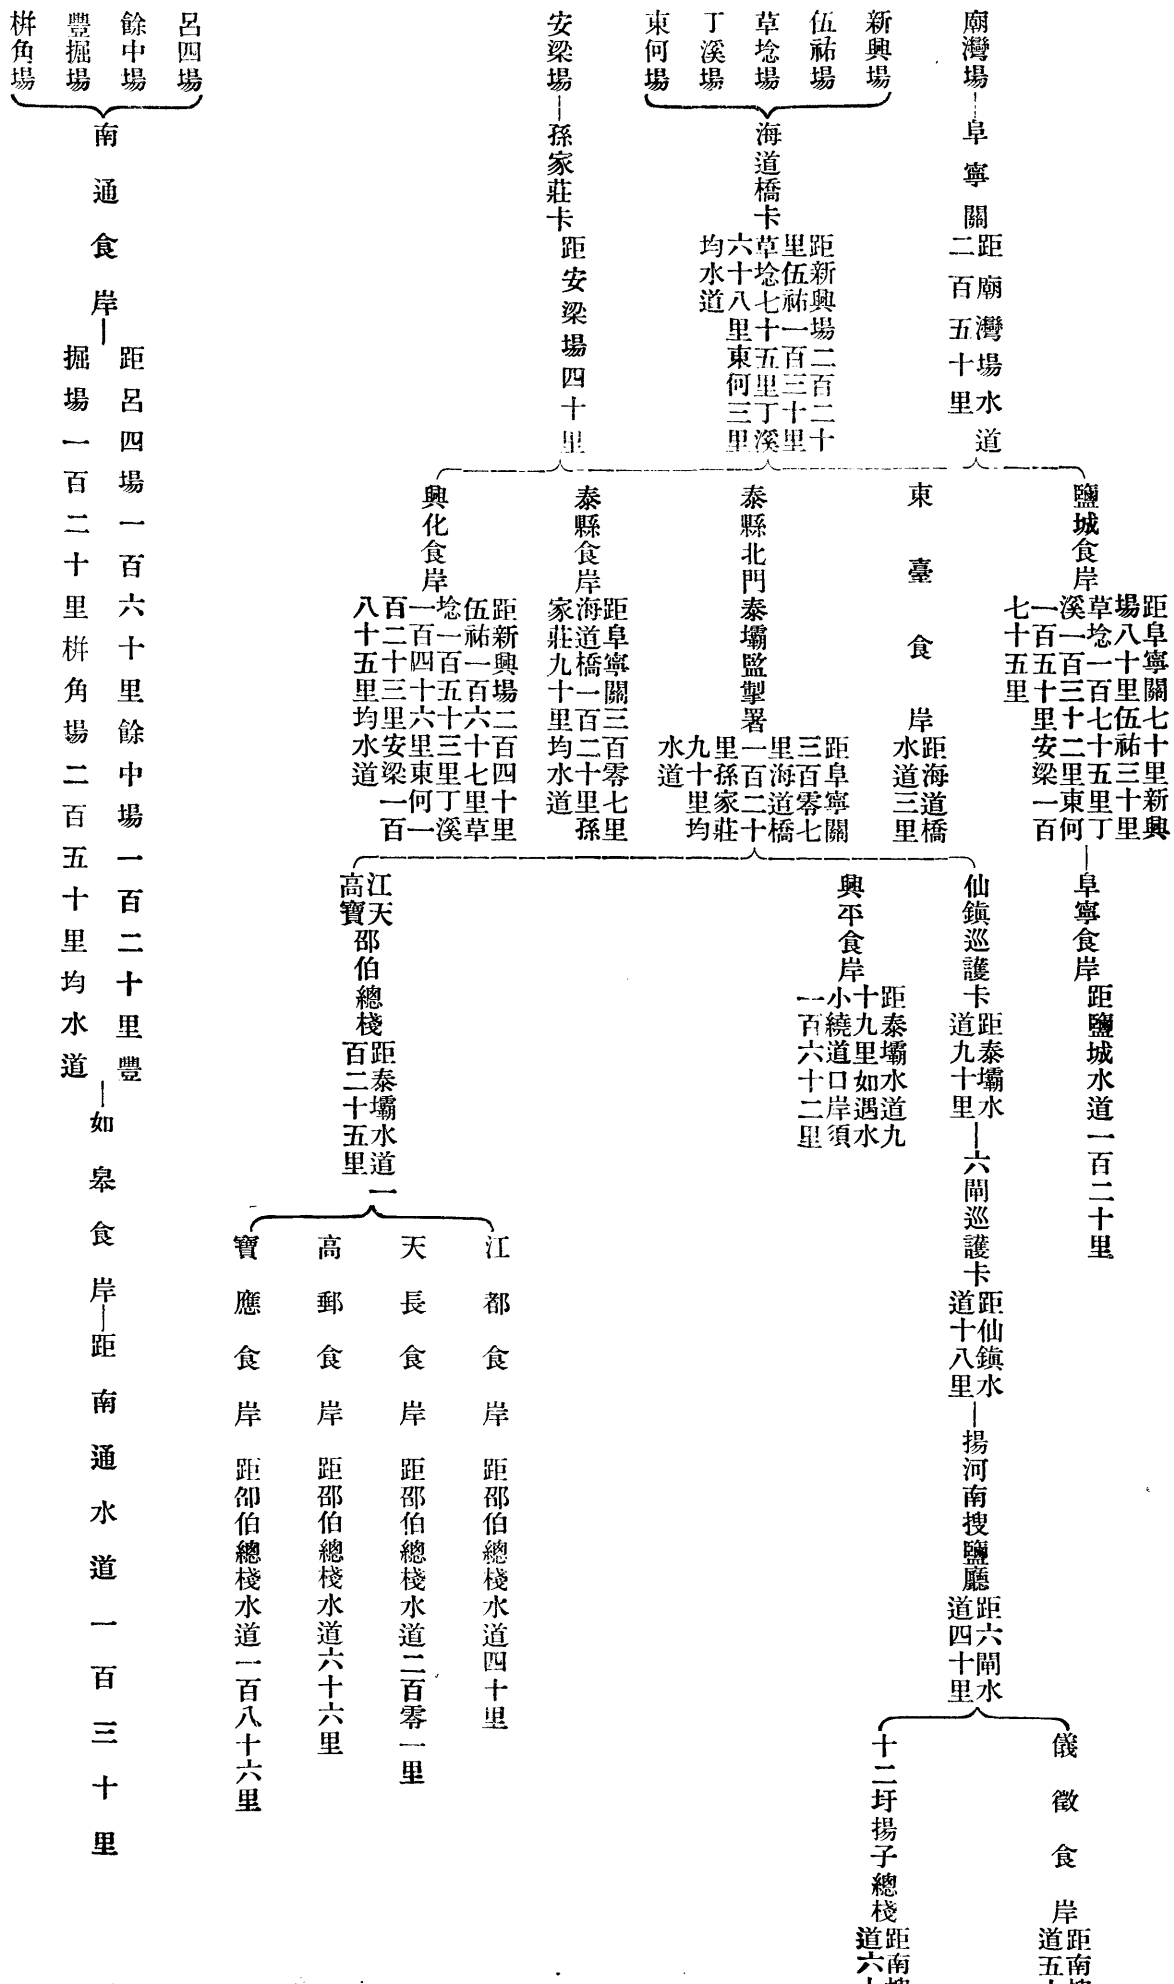 廟灣場
阜寧關
距廟灣場水道
二百五十里
新興場
伍祐場
草埝場
丁溪場
東何場
海道橋卡
距新興場二百二十
里伍祐一百三十里
草埝七十五里丁溪
六十八里東何三里
均水道
安梁場
孫家莊卡
距安梁場四十里
鹽城食岸
距阜寧關七十里新興
場八十里伍祐三十里
草埝一百七十五里丁
溪一百三十二里東何
一百五十里安梁一百
七十五里
阜寧食岸
距鹽城水道一百二十里
東臺食岸
距海道橋
水道三里
泰縣北門泰壩監掣署
距阜寧關
三百零七
里海道橋
一百二十
里孫家莊
九十里均
水道
泰縣食岸
距阜寧關三百零七里
海道橋一百二十里孫
家莊九十里均水道
興化食岸
距新興場二百四十里
伍祐一百六十七里草
埝一百五十三里丁溪
一百四十六里東何一
百二十三里安梁一百
八十五里均水道
仙鎮巡護卡
距泰壩水
道九十里
六閘巡護卡
距仙鎮水
道十八里
揚河南搜鹽廳
距六閘水
道四十里
儀徵食岸
距南搜
道五十
十二圩揚子總棧
距南搜
道六十
興平食岸
距泰壩水道九
十九里如遇水
小繞道口岸須
一百六十二里
江天
高寶
邵伯總棧
距泰壩水道一
百二十五里
江都食岸 距邵伯總棧水道四十里
天長食岸 距邵伯總棧水道二百零一里
高郵食岸 距邵伯總棧水道六十六里
寶應食岸 距卲伯總棧水道一百八十六里
呂四場
餘中場
豐掘場
栟角場
南通食岸
距呂四場一百六十里餘中場一百二十里豐
掘場一百二十里栟角場二百五十里均水道
如皋食岸
距南通水道一百三十里